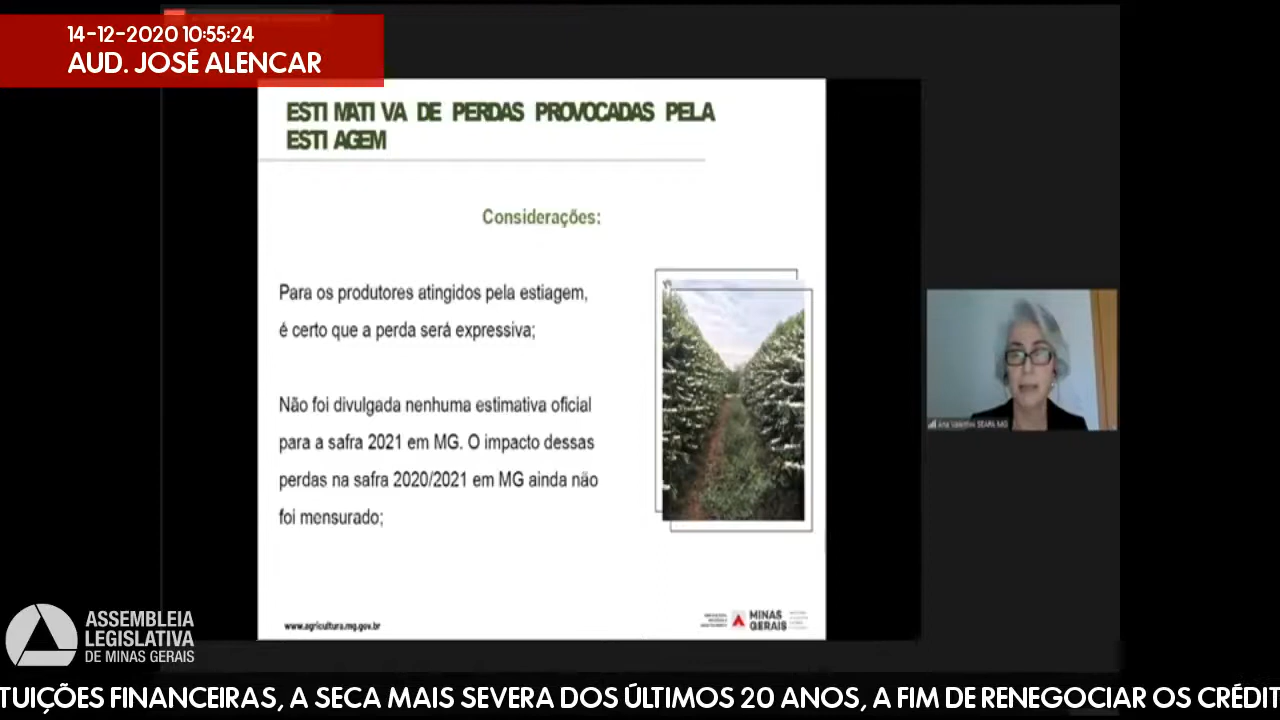 14-12-2020 10:55:24
AUD. JOSÉ ALENCAR
ESTIMATIVA DE PERDAS PROVOCADAS PELA
ESTIAGEM
Considerações:
Para os produtores atingidos pela estiagem,
é certo que a perda será expressiva;
Não foi divulgada nenhuma estimativa oficial
para a safra 2021 em MG. O impacto dessas
perdas na safra 2020/2021 em MG ainda não
foi mensurado;
www.agricultura.mg.gov.br
MINAS
GERAIS
Ana Valentini SEAPA MG
ASSEMBLEIA
LEGISLATIVA
DE MINAS GERAIS
TUIÇÕES FINANCEIRAS, A SECA MAIS SEVERA DOS ÚLTIMOS 20 ANOS, A FIM DE RENEGOCIAR OS CRÉDIT